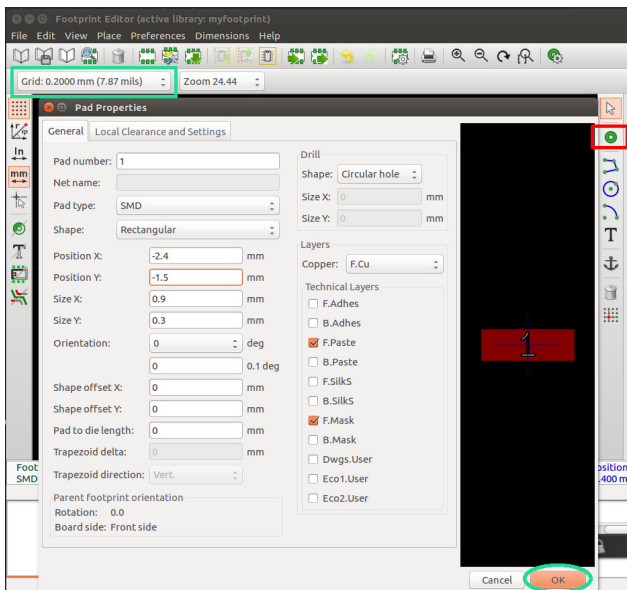 Footprint Editor (active library: myfootprint)
File Edit View Place Preferences Dimensions Help
Grid: 0.2000 mm (7.87 mils) Zoom 24.44
Pad Properties
General Local Clearance and Settings
In
mm
T
Pad number: 1
Net name:
Pad type: SMD
Shape: Rectangular
Position X: -2.4 mm
Position Y: -1.5 mm
Size X: 0.9 mm
Size Y: 0.3 mm
Orientation: 0 deg
0 0.1 deg
Shape offset X: 0 mm
Shape offset Y: 0 mm
Pad to die length: 0 mm
Trapezoid delta: 0 mm
Trapezoid direction: Vert.
Parent footprint orientation
Rotation: 0.0
Board side: Front side
Drill
Shape: Circular hole
Size X: 0 mm
Size Y: 0 mm
Layers
Copper: F.Cu
Technical Layers
F.Adhes
B.Adhes
F.Paste
B.Paste
F.SilkS
B.SilkS
F.Mask
B.Mask
Dwgs.User
Eco1.User
Eco2.User
1
T
Foot
SMD
osition
.400 m
Cancel OK